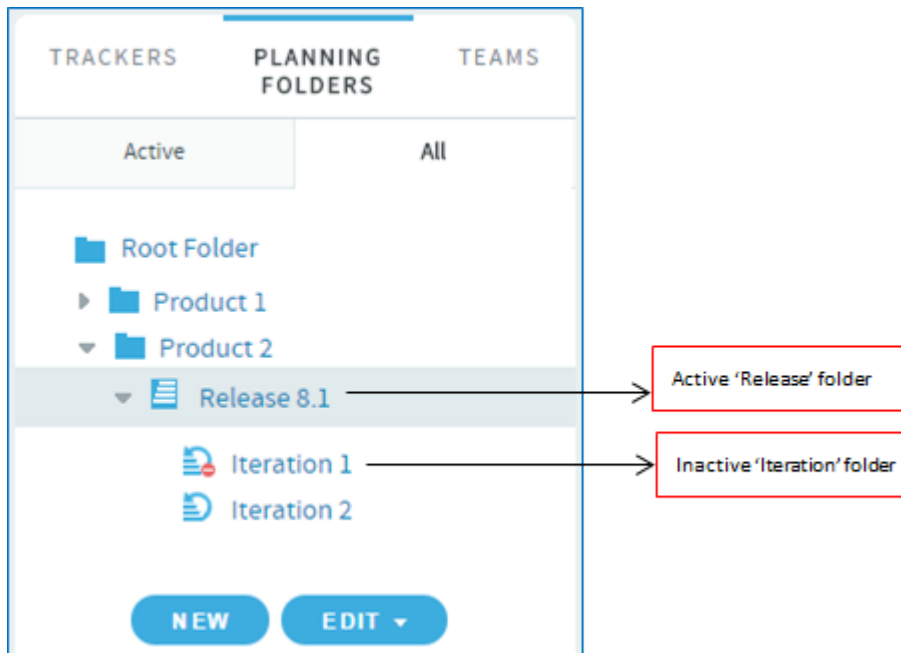 TRACKERS
PLANNING
FOLDERS
TEAMS
Active
All
Root Folder
Product 1
Product 2
Release 8.1
Active ‘Release’ folder
Iteration 1
Inactive ‘Iteration’ folder
Iteration 2
NEW
EDIT